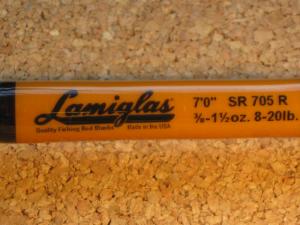 Lamiglas
Quality Fishing Rod Blanks Made in the USA
7'0" SR 705 R
⅜-1½oz. 8-20lb.